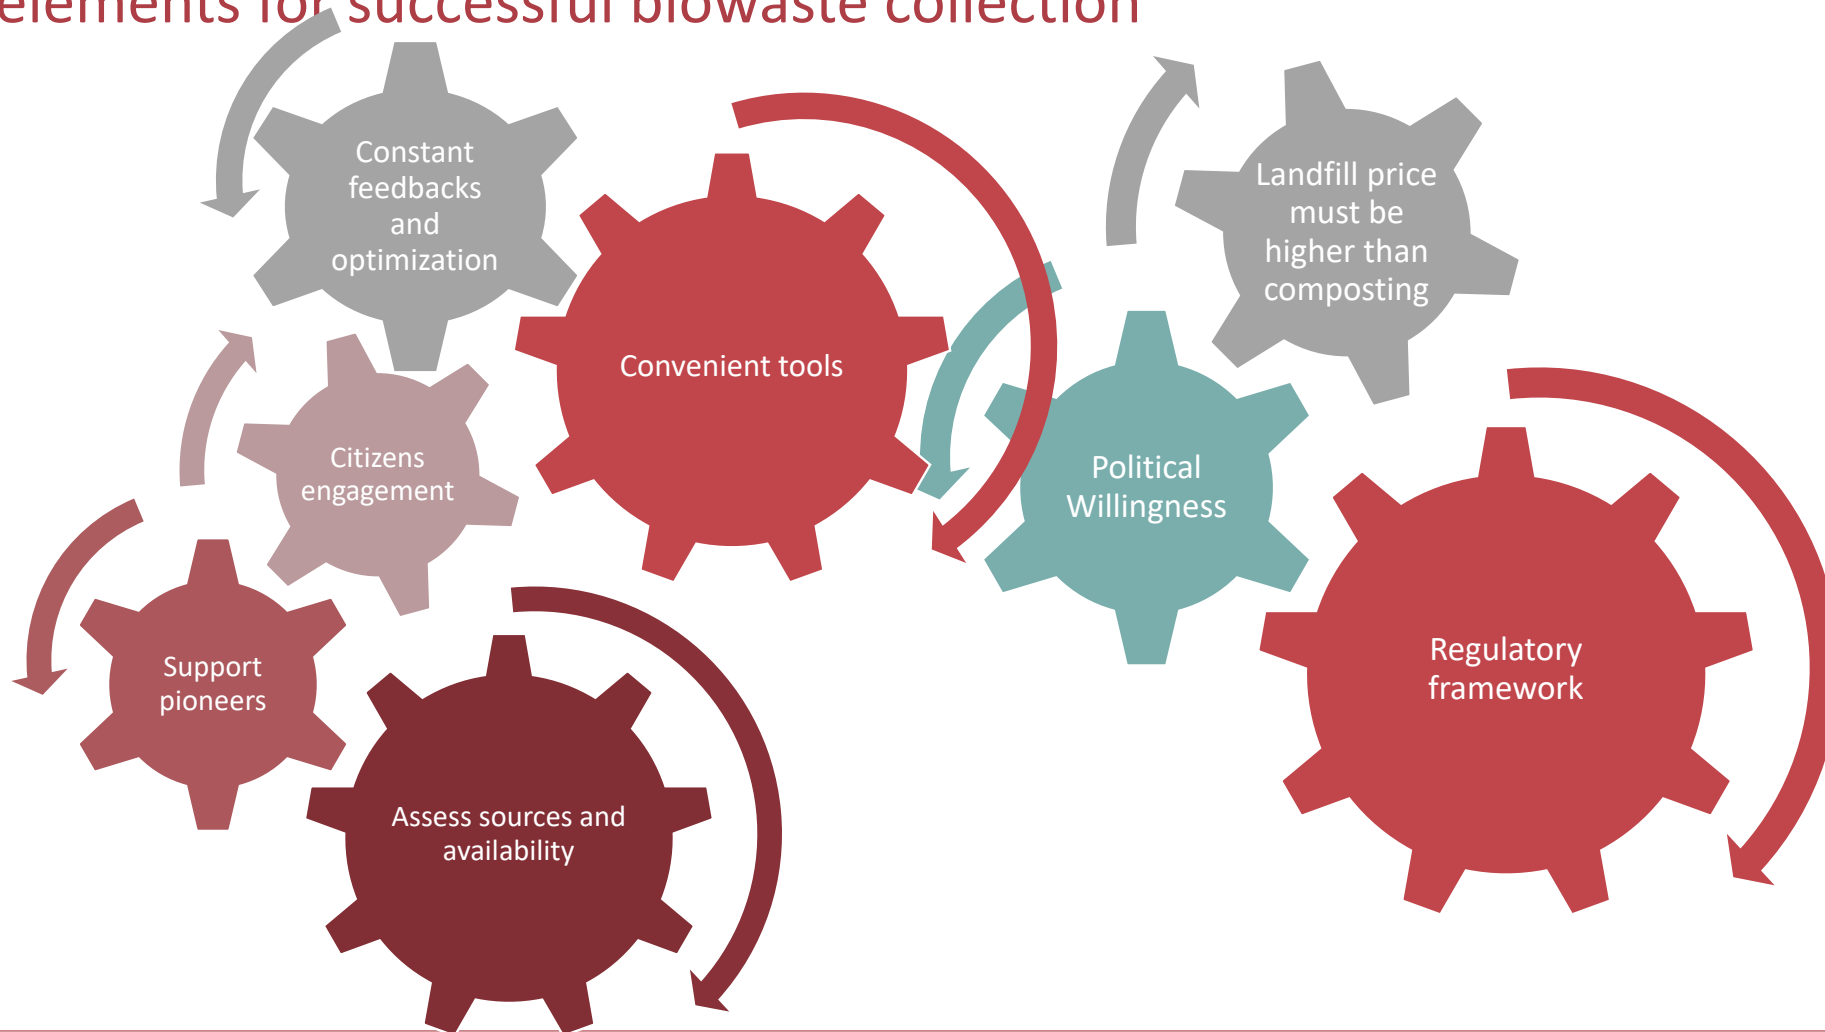 elements for successful biowaste collection
Constant
feedbacks
and
optimization
Convenient tools
Landfill price
must be
higher than
composting
Citizens
engagement
Political
Willingness
Support
pioneers
Regulatory
framework
Assess sources and
availability